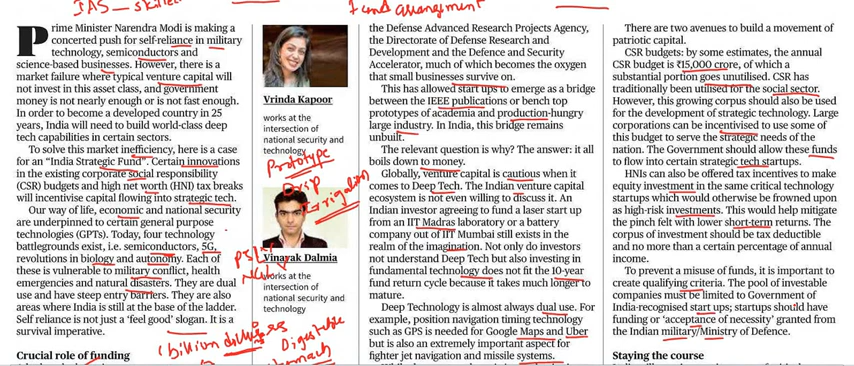 IAS – skilled
Fund arrangement
Prime Minister Narendra Modi is making a
concerted push for self-reliance in military
technology, semiconductors and
science-based businesses. However, there is a
market failure where typical venture capital will
not invest in this asset class, and government
money is not nearly enough or is not fast enough.
In order to become a developed country in 25
years, India will need to build world-class deep
tech capabilities in certain sectors.
To solve this market inefficiency, here is a case
for an “India Strategic Fund”. Certain innovations
in the existing corporate social responsibility
(CSR) budgets and high net worth (HNI) tax breaks
will incentivise capital flowing into strategic tech.
Our way of life, economic and national security
are underpinned to certain general purpose
technologies (GPTs). Today, four technology
battlegrounds exist, i.e. semiconductors, 5G,
revolutions in biology and autonomy. Each of
these is vulnerable to military conflict, health
emergencies and natural disasters. They are dual
use and have steep entry barriers. They are also
areas where India is still at the base of the ladder.
Self reliance is not just a ‘feel good’ slogan. It is a
survival imperative.
Crucial role of funding
Vrinda Kapoor
works at the
intersection of
national security and
technology
Prototype
Drip
irrigation
Vinayak Dalmia
works at the
intersection of
national security and
technology
billion dollar
Digestable
stomach
the Defense Advanced Research Projects Agency,
the Directorate of Defense Research and
Development and the Defence and Security
Accelerator, much of which becomes the oxygen
that small businesses survive on.
This has allowed start ups to emerge as a bridge
between the IEEE publications or bench top
prototypes of academia and production-hungry
large industry. In India, this bridge remains
unbuilt.
The relevant question is why? The answer: it all
boils down to money.
Globally, venture capital is cautious when it
comes to Deep Tech. The Indian venture capital
ecosystem is not even willing to discuss it. An
Indian investor agreeing to fund a laser start up
from an IIT Madras laboratory or a battery
company out of IIT Mumbai still exists in the
realm of the imagination. Not only do investors
not understand Deep Tech but also investing in
fundamental technology does not fit the 10-year
fund return cycle because it takes much longer to
mature.
Deep Technology is almost always dual use. For
example, position navigation timing technology
such as GPS is needed for Google Maps and Uber
but is also an extremely important aspect for
fighter jet navigation and missile systems.
There are two avenues to build a movement of
patriotic capital.
CSR budgets: by some estimates, the annual
CSR budget is ₹15,000 crore, of which a
substantial portion goes unutilised. CSR has
traditionally been utilised for the social sector.
However, this growing corpus should also be used
for the development of strategic technology. Large
corporations can be incentivised to use some of
this budget to serve the strategic needs of the
nation. The Government should allow these funds
to flow into certain strategic tech startups.
HNIs can also be offered tax incentives to make
equity investment in the same critical technology
startups which would otherwise be frowned upon
as high-risk investments. This would help mitigate
the pinch felt with lower short-term returns. The
corpus of investment should be tax deductible
and no more than a certain percentage of annual
income.
To prevent a misuse of funds, it is important to
create qualifying criteria. The pool of investable
companies must be limited to Government of
India-recognised start ups; startups should have
funding or ‘acceptance of necessity’ granted from
the Indian military/Ministry of Defence.
Staying the course